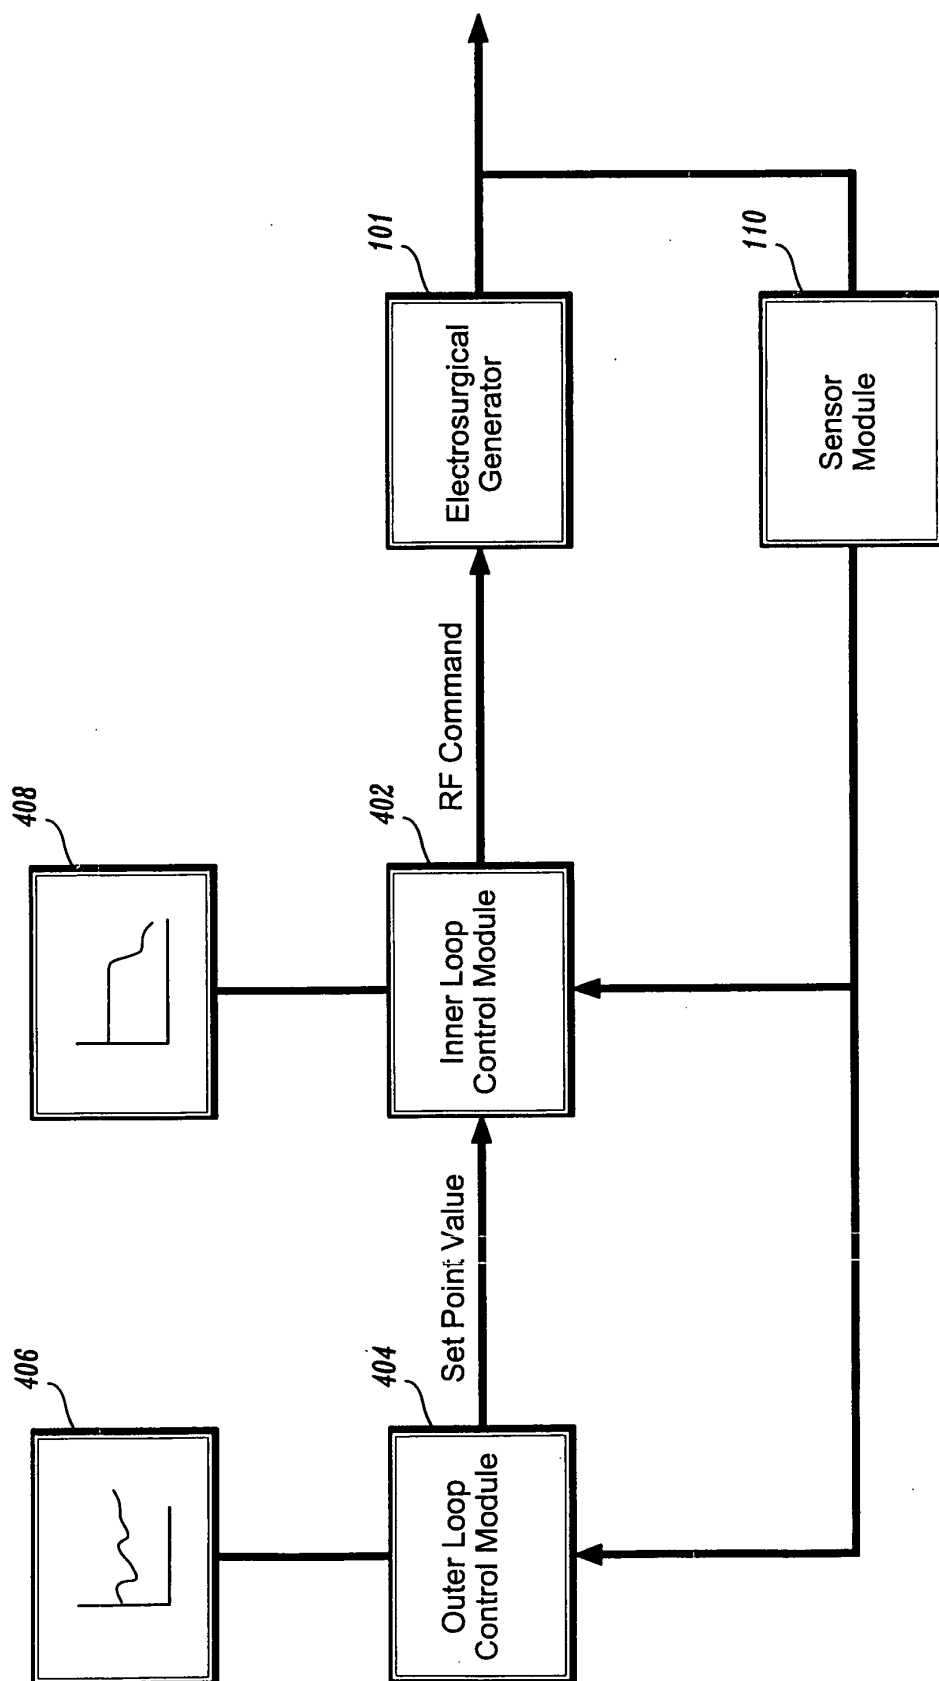 406
408
Outer Loop
Control Module
404
Set Point Value
Inner Loop
Control Module
402
RF Command
Electrosurgical
Generator
101
Sensor
Module
110